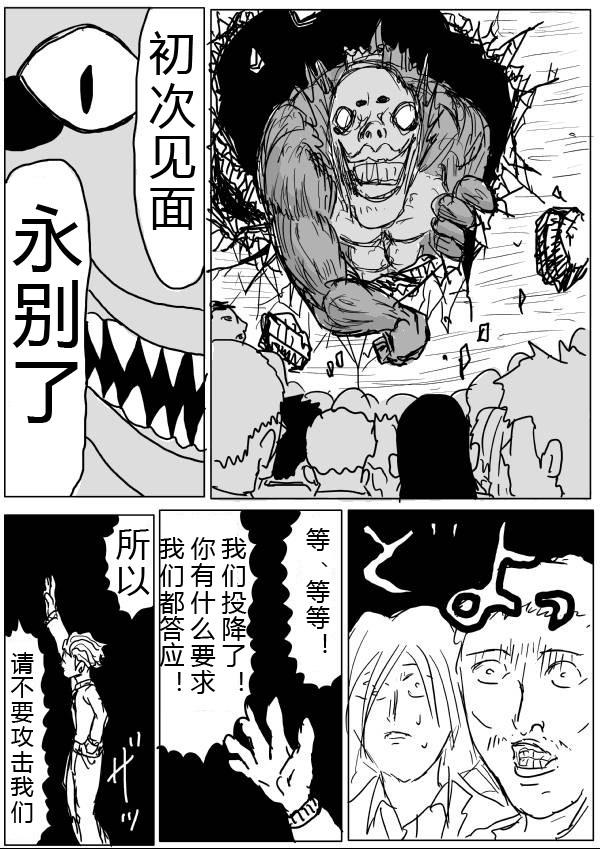 初次见面
永别了
どよっ
等、等等！
我们投降了！
你有什么要求
我们都答应！
所以
请不要攻击我们
ザッ